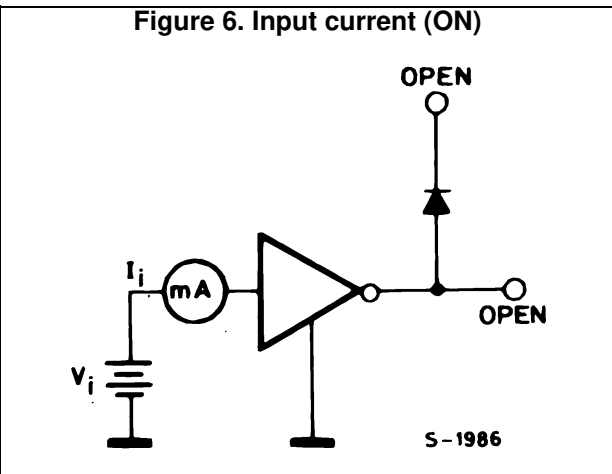 Figure 6. Input current (ON)
OPEN
Ii
mA
OPEN
Vi
S-1986